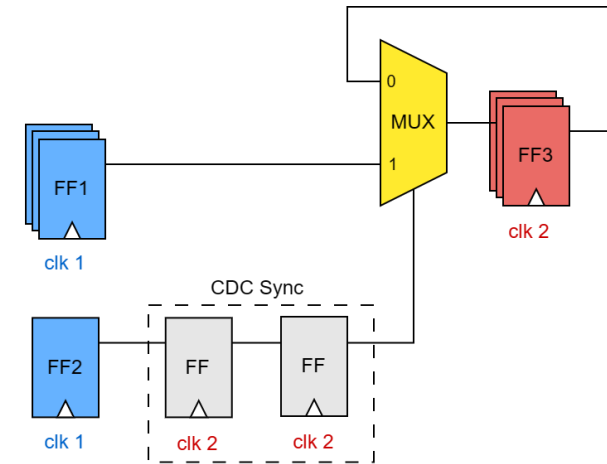 0
MUX
1
FF1
FF3
clk 1
clk 2
CDC Sync
FF2
FF
FF
clk 1
clk 2
clk 2